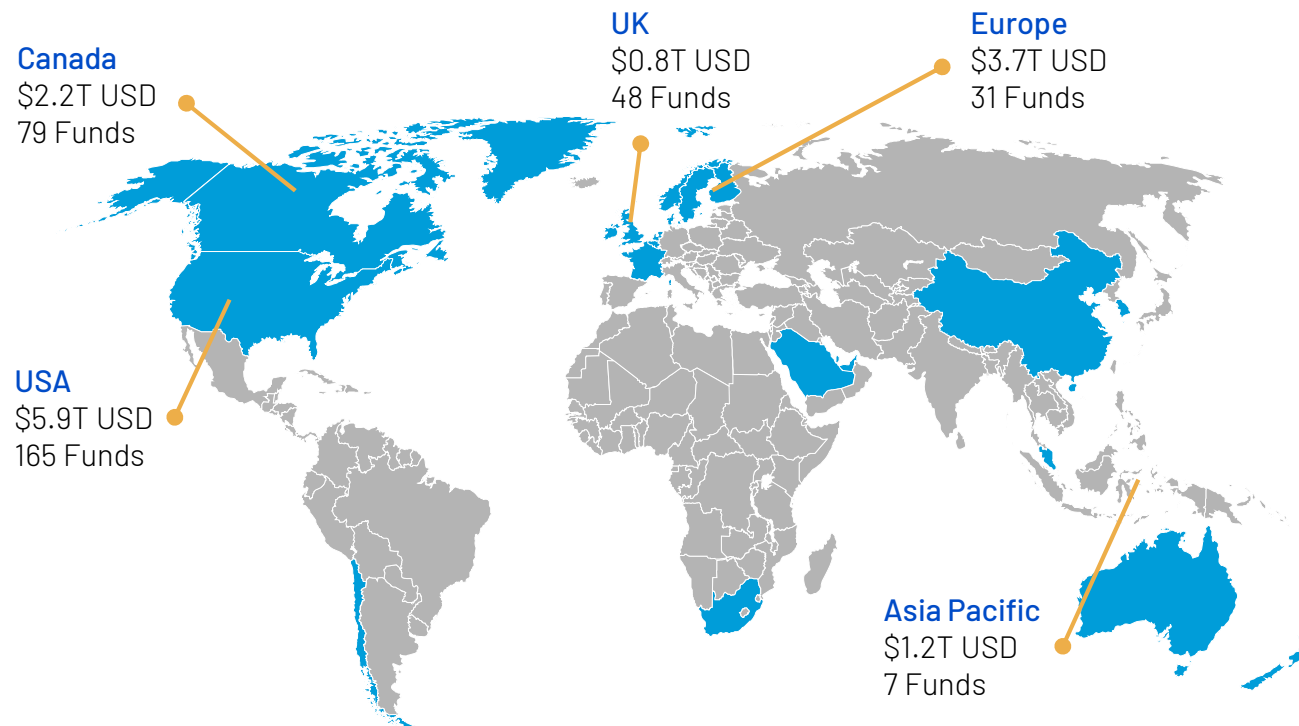 Canada
$2.2T USD
79 Funds
UK
$0.8T USD
48 Funds
Europe
$3.7T USD
31 Funds
USA
$5.9T USD
165 Funds
Asia Pacific
$1.2T USD
7 Funds